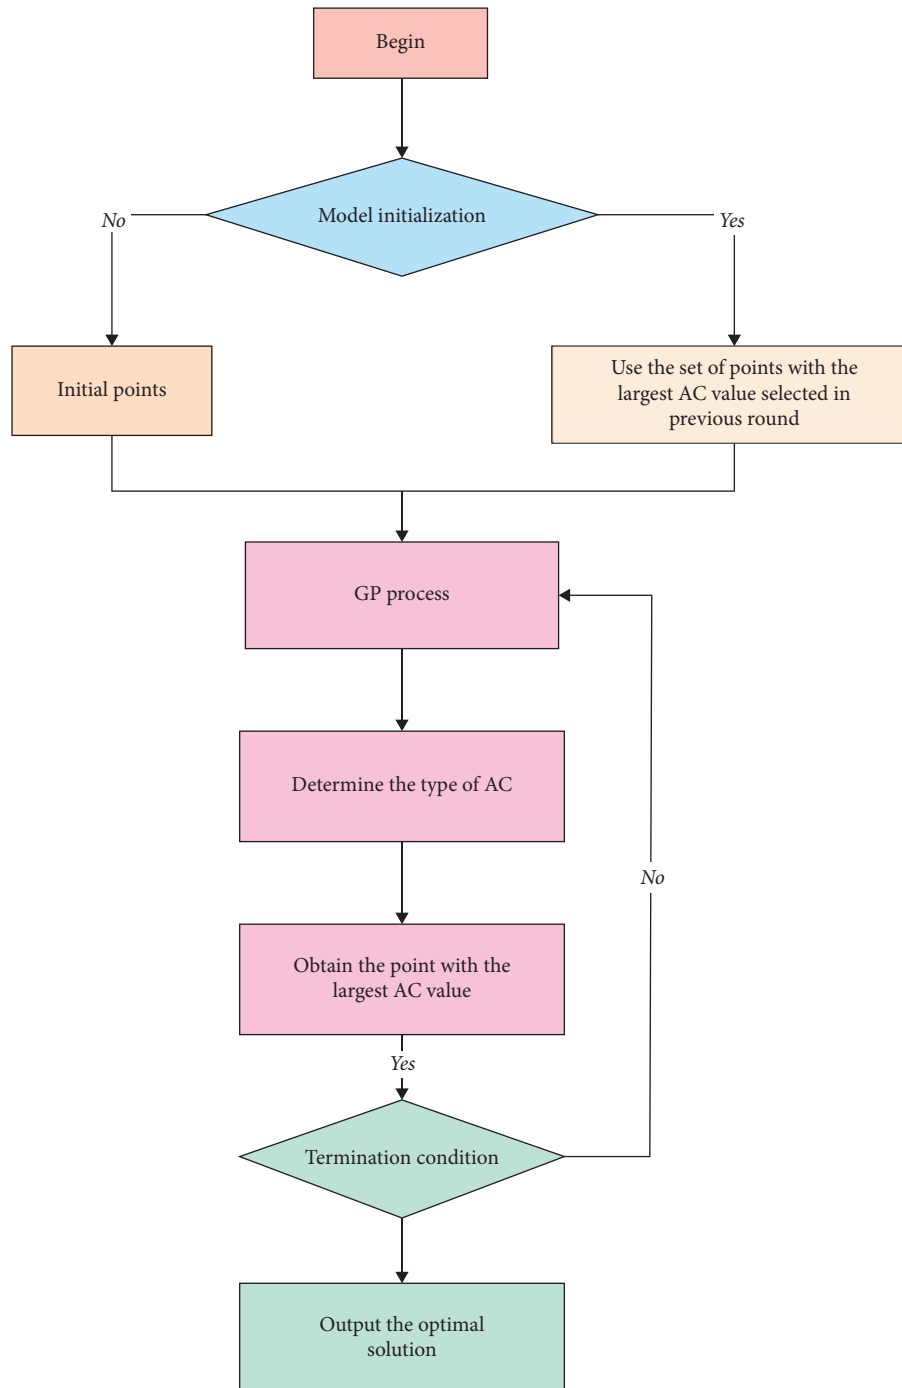 Begin
Model initialization
No
Yes
Initial points
Use the set of points with the
largest AC value selected in
previous round
GP process
Determine the type of AC
No
Obtain the point with the
largest AC value
Yes
Termination condition
Output the optimal
solution